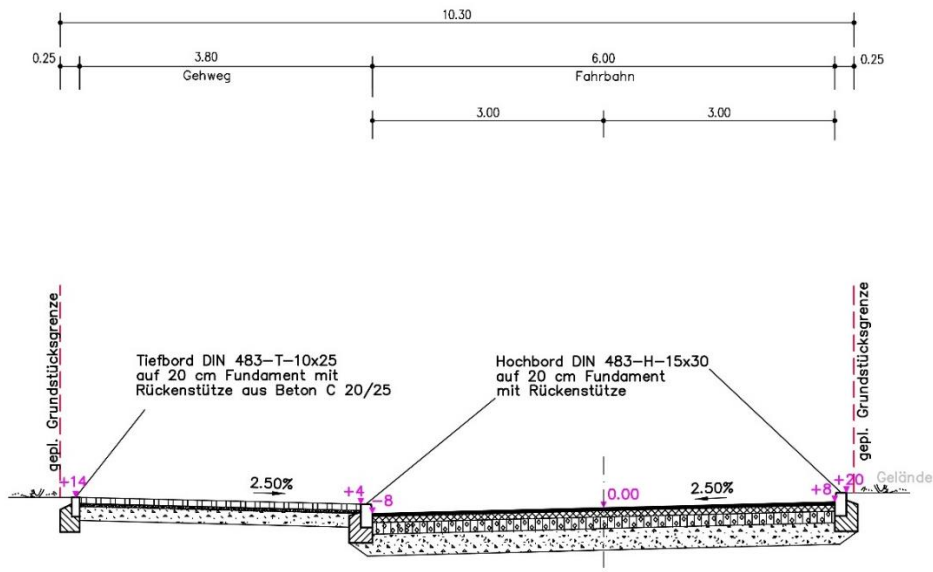 10.30
0.25
3.80
6.00
0.25
Gehweg
Fahrbahn
3.00
3.00
gepl. Grundstücksgrenze
gepl. Grundstücksgrenze
Tiefbord DIN 483-T-10x25
auf 20 cm Fundament mit
Rückenstütze aus Beton C 20/25
Hochbord DIN 483-H-15x30
auf 20 cm Fundament
mit Rückenstütze
+14
2.50%
+4
-8
0.00
2.50%
+8
+20
Gelände